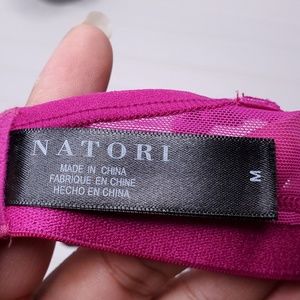 NATORI
MADE IN CHINA
FABRIQUE EN CHINE
HECHO EN CHINA
M